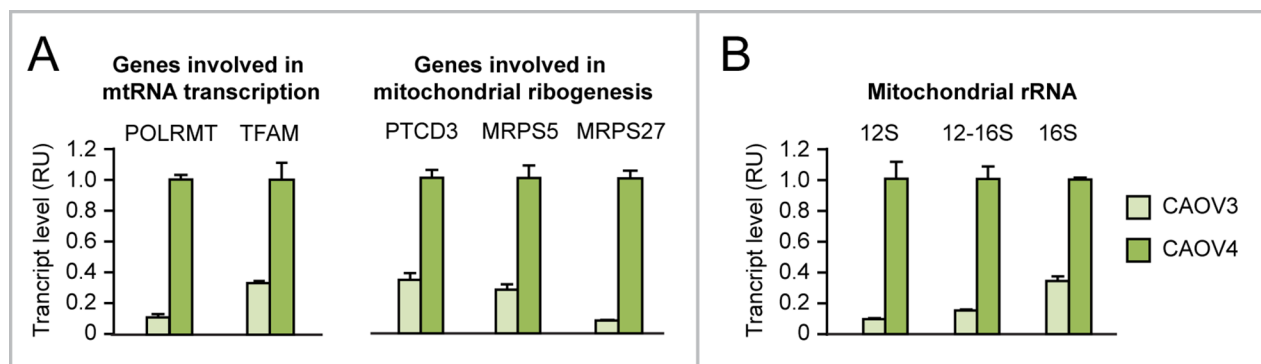 A
Genes involved in
mtRNA transcription
POLRMT TFAM
Genes involved in
mitochondrial ribogenesis
PTCD3 MRPS5 MRPS27
Trancript level (RU)
1.2
1.0
0.8
0.6
0.4
0.2
0
B
Mitochondrial rRNA
12S 12-16S 16S
Trancript level (RU)
1.2
1.0
0.8
0.6
0.4
0.2
0
CAOV3
CAOV4